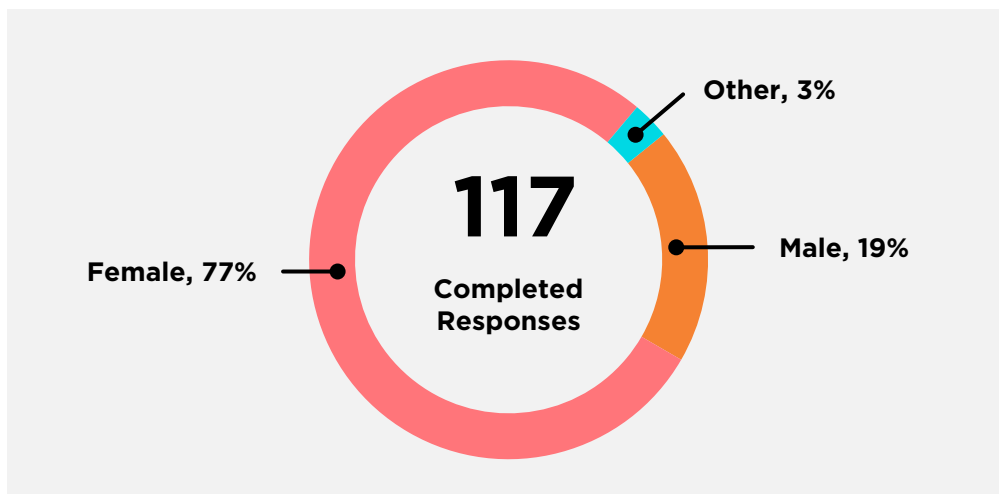 Other, 3%
117
Male, 19%
Female, 77%
Completed
Responses